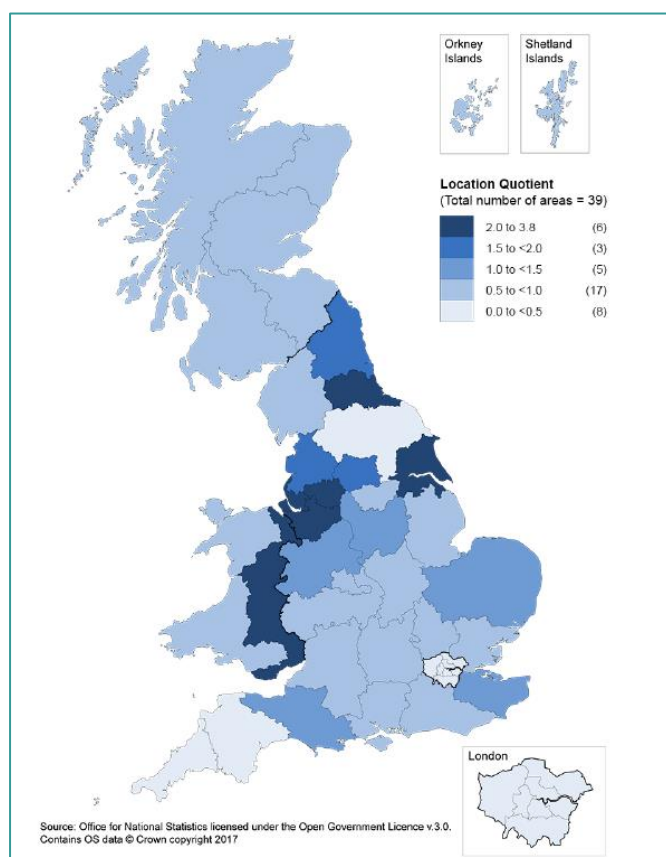 Orkney
Islands
Shetland
Islands
Location Quotient
(Total number of areas = 39)
2.0 to 3.8 (6)
1.5 to <2.0 (3)
1.0 to <1.5 (5)
0.5 to <1.0 (17)
0.0 to <0.5 (8)
London
Source: Office for National Statistics licensed under the Open Government Licence v.3.0.
Contains OS data © Crown copyright 2017